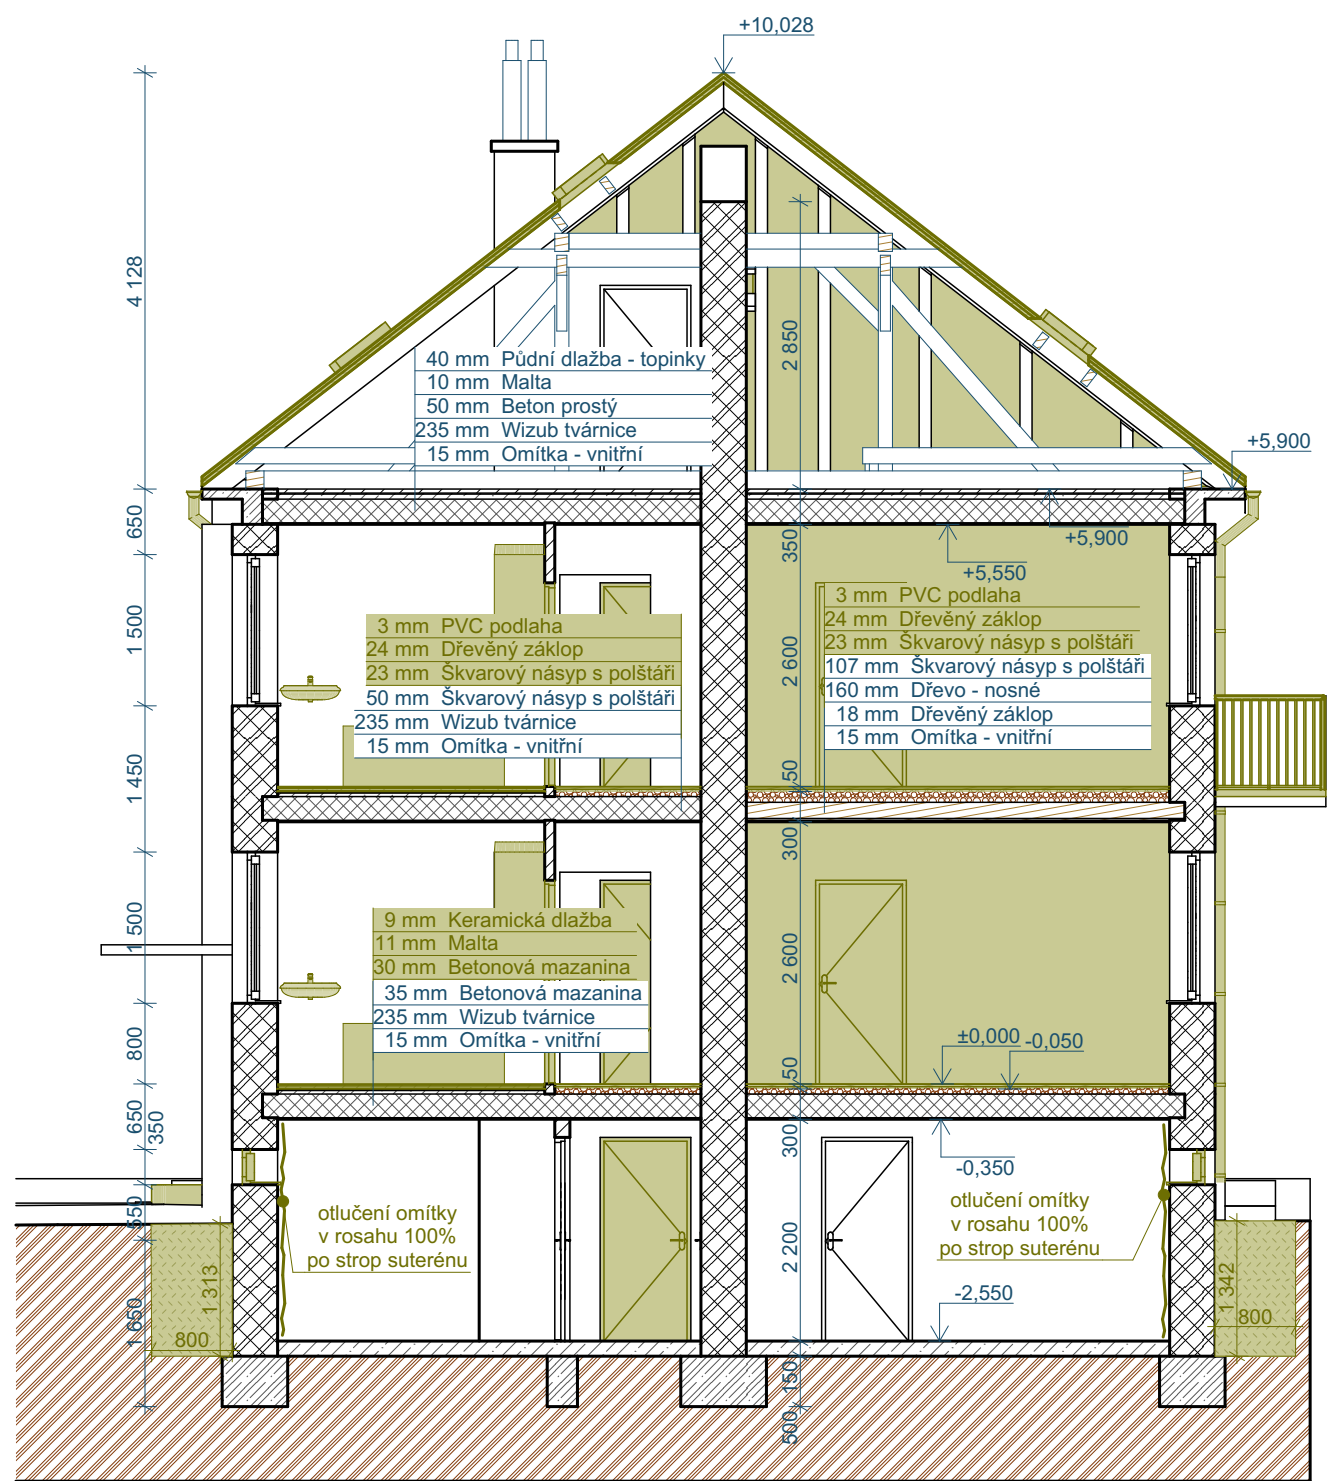 +10,028
4 128
2 850
40 mm Půdní dlažba - topinky
10 mm Malta
50 mm Beton prostý
235 mm Wizub tvárnice
15 mm Omítka - vnitřní
+5,900
650
350
+5,900
+5,550
1 500
3 mm PVC podlaha
24 mm Dřevěný záklop
23 mm Škvarový násyp s polštáři
50 mm Škvarový násyp s polštáři
235 mm Wizub tvárnice
15 mm Omítka - vnitřní
2 600
3 mm PVC podlaha
24 mm Dřevěný záklop
23 mm Škvarový násyp s polštáři
107 mm Škvarový násyp s polštáři
160 mm Dřevo - nosné
18 mm Dřevěný záklop
15 mm Omítka - vnitřní
1 450
50
300
1 500
9 mm Keramická dlažba
11 mm Malta
30 mm Betonová mazanina
35 mm Betonová mazanina
235 mm Wizub tvárnice
15 mm Omítka - vnitřní
2 600
800
±0,000
-0,050
50
650
350
300
-0,350
550
otlučení omítky
v rosahu 100%
po strop suterénu
2 200
otlučení omítky
v rosahu 100%
po strop suterénu
1 650
1 313
800
-2,550
1 342
800
150
500